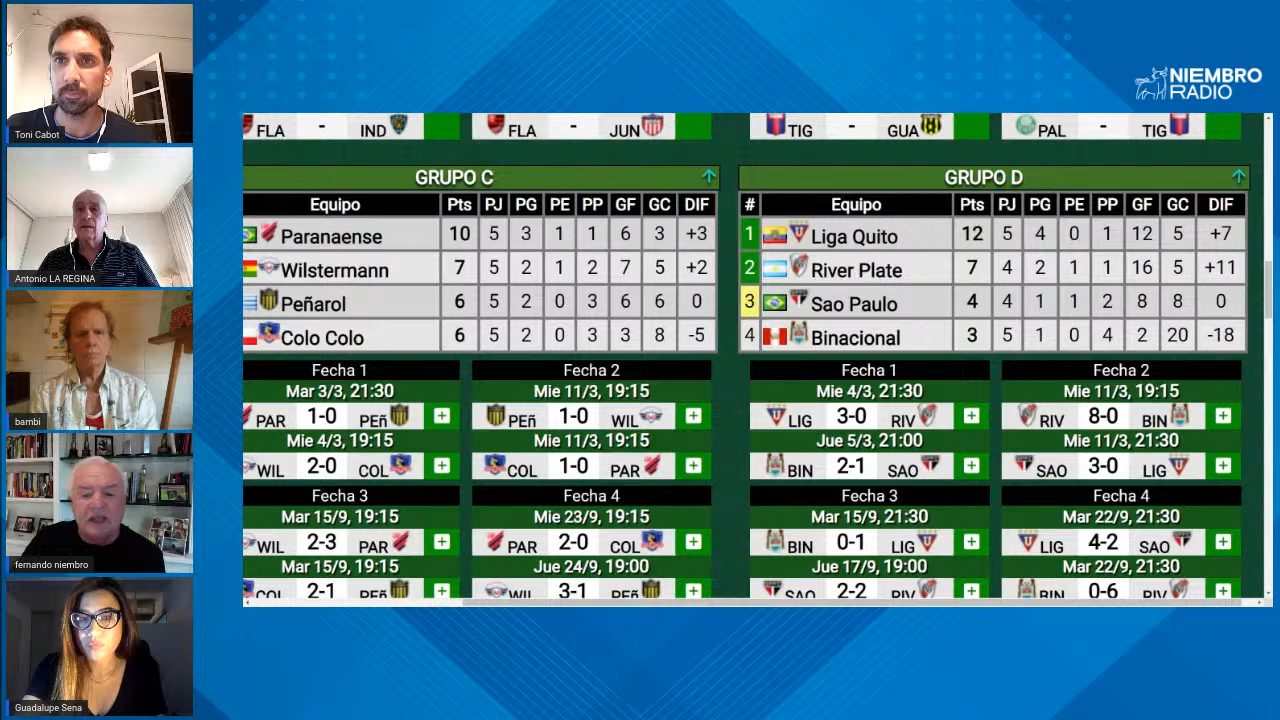 Toni Cabot
Antonio LA REGINA
bambi
fernando niembro
Guadalupe Sena
NIEMBRO
RADIO
FLA - IND
FLA - JUN
TIG - GUA
PAL - TIG
GRUPO C
Equipo Pts PJ PG PE PP GF GC DIF
Paranaense 10 5 3 1 1 6 3 +3
Wilstermann 7 5 2 1 2 7 5 +2
Peñarol 6 5 2 0 3 6 6 0
Colo Colo 6 5 2 0 3 3 8 -5
Fecha 1
Mar 3/3, 21:30
PAR 1-0 PEñ +
Mie 4/3, 19:15
WIL 2-0 COL +
Fecha 2
Mie 11/3, 19:15
PEñ 1-0 WIL +
Mie 11/3, 19:15
COL 1-0 PAR +
Fecha 3
Mar 15/9, 19:15
WIL 2-3 PAR +
Mar 15/9, 19:15
COL 2-1 PEñ +
Fecha 4
Mie 23/9, 19:15
PAR 2-0 COL +
Jue 24/9, 19:00
WIL 3-1 PEñ +
GRUPO D
# Equipo Pts PJ PG PE PP GF GC DIF
1 Liga Quito 12 5 4 0 1 12 5 +7
2 River Plate 7 4 2 1 1 16 5 +11
3 Sao Paulo 4 4 1 1 2 8 8 0
4 Binacional 3 5 1 0 4 2 20 -18
Fecha 1
Mie 4/3, 21:30
LIG 3-0 RIV +
Jue 5/3, 21:00
BIN 2-1 SAO +
Fecha 2
Mie 11/3, 19:15
RIV 8-0 BIN +
Mie 11/3, 21:30
SAO 3-0 LIG +
Fecha 3
Mar 15/9, 21:30
BIN 0-1 LIG +
Jue 17/9, 19:00
SAO 2-2 RIV +
Fecha 4
Mar 22/9, 21:30
LIG 4-2 SAO +
Mar 22/9, 21:30
BIN 0-6 RIV +